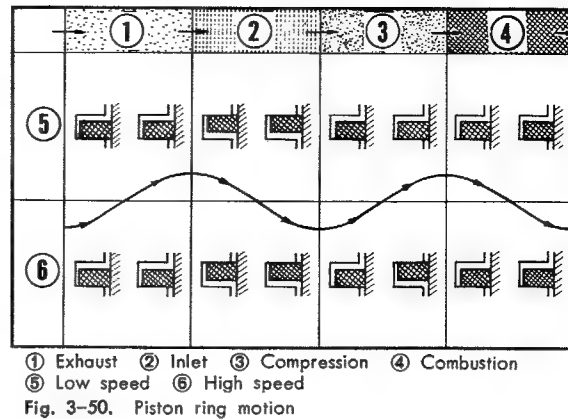 ① ② ③ ④
⑤
⑥
① Exhaust ② Inlet ③ Compression ④ Combustion
⑤ Low speed ⑥ High speed
Fig. 3-50. Piston ring motion